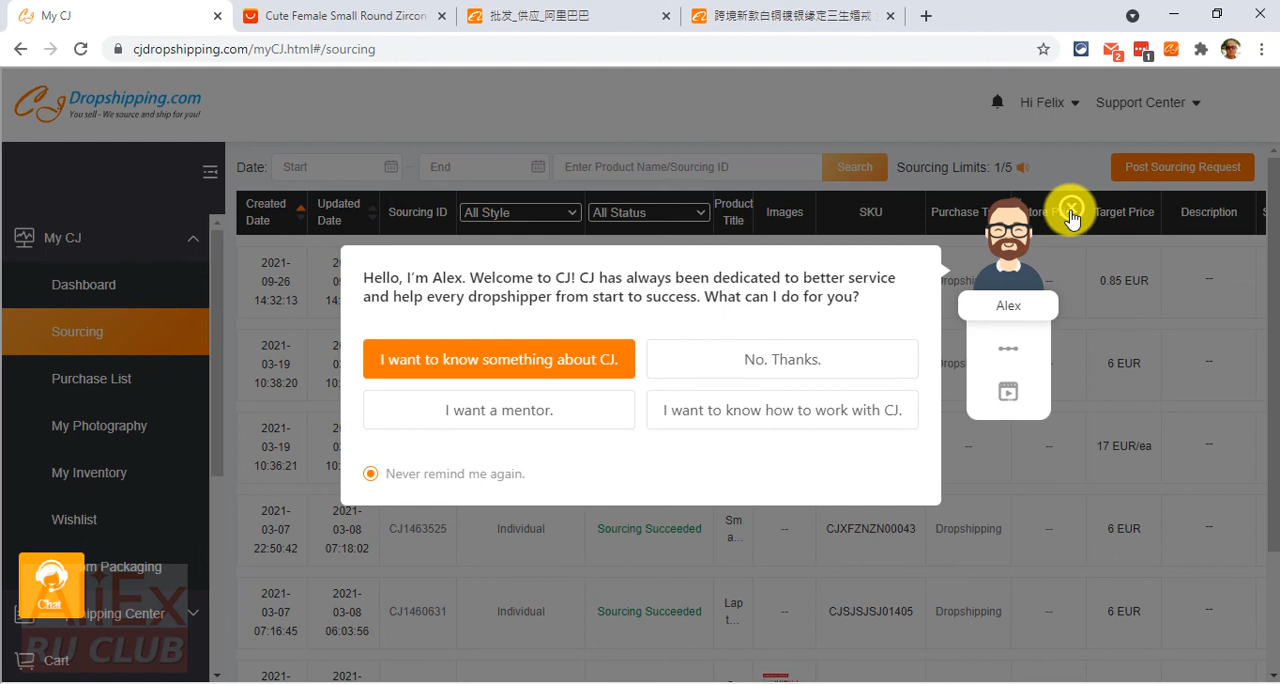 My CJ
Cute Female Small Round Zircon
批发_供应_阿里巴巴
跨境新款白铜镀银缘定三生婚戒
cjdropshipping.com/myCJ.html#/sourcing
2
1
CJ Dropshipping.com
You sell - We source and ship for you!
Hi Felix
Support Center
Date:
Start
End
Enter Product Name/Sourcing ID
Search
Sourcing Limits: 1/5
Post Sourcing Request
Created Date
Updated Date
Sourcing ID
All Style
All Status
Product Title
Images
SKU
Target Price
Description
My CJ
Dashboard
Sourcing
Purchase List
My Photography
My Inventory
Wishlist
Cart
Chat
AliEx
RU CLUB
Hello, I'm Alex. Welcome to CJ! CJ has always been dedicated to better service
and help every dropshipper from start to success. What can I do for you?
I want to know something about CJ.
No. Thanks.
I want a mentor.
I want to know how to work with CJ.
Never remind me again.
Alex
2021-09-26 14:32:13
0.85 EUR
--
2021-03-19 10:38:20
--
6 EUR
--
2021-03-19 10:36:21
--
--
17 EUR/ea
--
2021-03-07 22:50:42
2021-03-08 07:18:02
CJ1463525
Individual
Sourcing Succeeded
Sm a...
--
CJXFZNZN00043
Dropshipping
--
6 EUR
--
2021-03-07 07:16:45
2021-03-08 06:03:56
CJ1460631
Individual
Sourcing Succeeded
Lap t...
--
CJSJSJSJ01405
Dropshipping
--
6 EUR
--
2021-
2021-